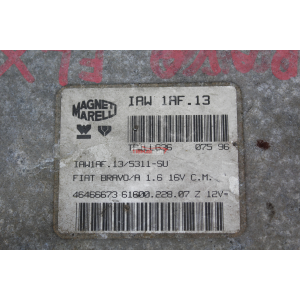 MAGNETI
MARELLI
IAW 1AF.13
075 96
IAW1AF.13/5311-SU
FIAT BRAVO/A 1.6 16V C.M.
46466673 61600.228.07 Z 12V-